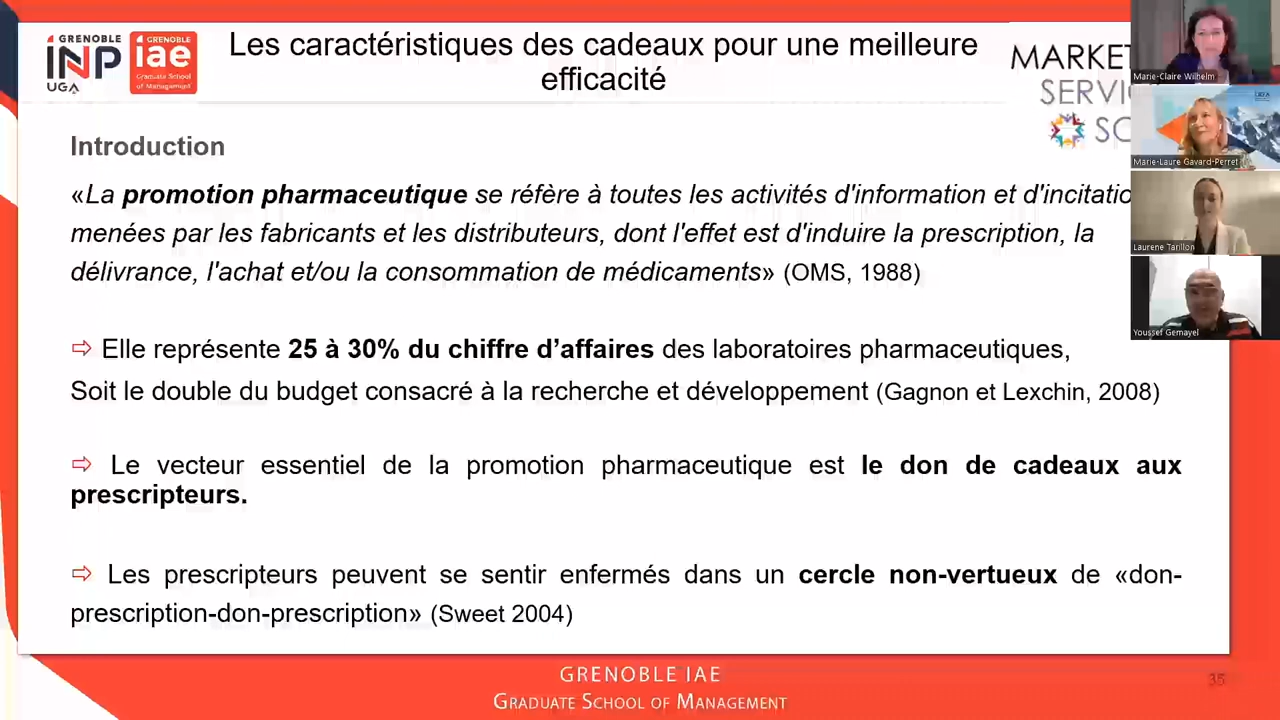 GRENOBLE
INP
UGA
GRENOBLE
iae
Graduate School
of Management
Les caractéristiques des cadeaux pour une meilleure
efficacité
MARKET
SERVIC
SO
Marie-Claire Wilhelm
Marie-Laure Gavard-Perret
Laurene Tarillon
Youssef Gemayel
Introduction
«La promotion pharmaceutique se réfère à toutes les activités d'information et d'incitatio
menées par les fabricants et les distributeurs, dont l'effet est d'induire la prescription, la
délivrance, l'achat et/ou la consommation de médicaments» (OMS, 1988)
⇨ Elle représente 25 à 30% du chiffre d’affaires des laboratoires pharmaceutiques,
Soit le double du budget consacré à la recherche et développement (Gagnon et Lexchin, 2008)
⇨ Le vecteur essentiel de la promotion pharmaceutique est le don de cadeaux aux
prescripteurs.
⇨ Les prescripteurs peuvent se sentir enfermés dans un cercle non-vertueux de «don-
prescription-don-prescription» (Sweet 2004)
GRENOBLE IAE
GRADUATE SCHOOL OF MANAGEMENT
35